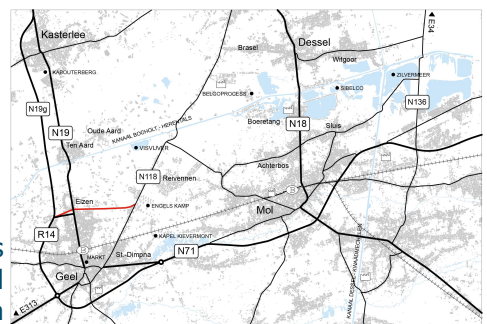 Kasterlee
KABOUTERBERG
N19g
N19
Oude Aard
Ten Aard
KANAAL BOCHOLT - HERENTALS
VISVIJVER
N118
Reivennen
Elzen
ENGELS KAMP
R14
KAPEL KIEVERMONT
MARKT
St.-Dimpna
N71
Geel
E313
Brasel
Dessel
Witgoor
E34
BELGOPROCESS
SIBELCO
ZILVERMEER
N136
Boeretang
N18
Sluis
Achterbos
Mol
KANAAL DESSEL - KWAADMECHELEN